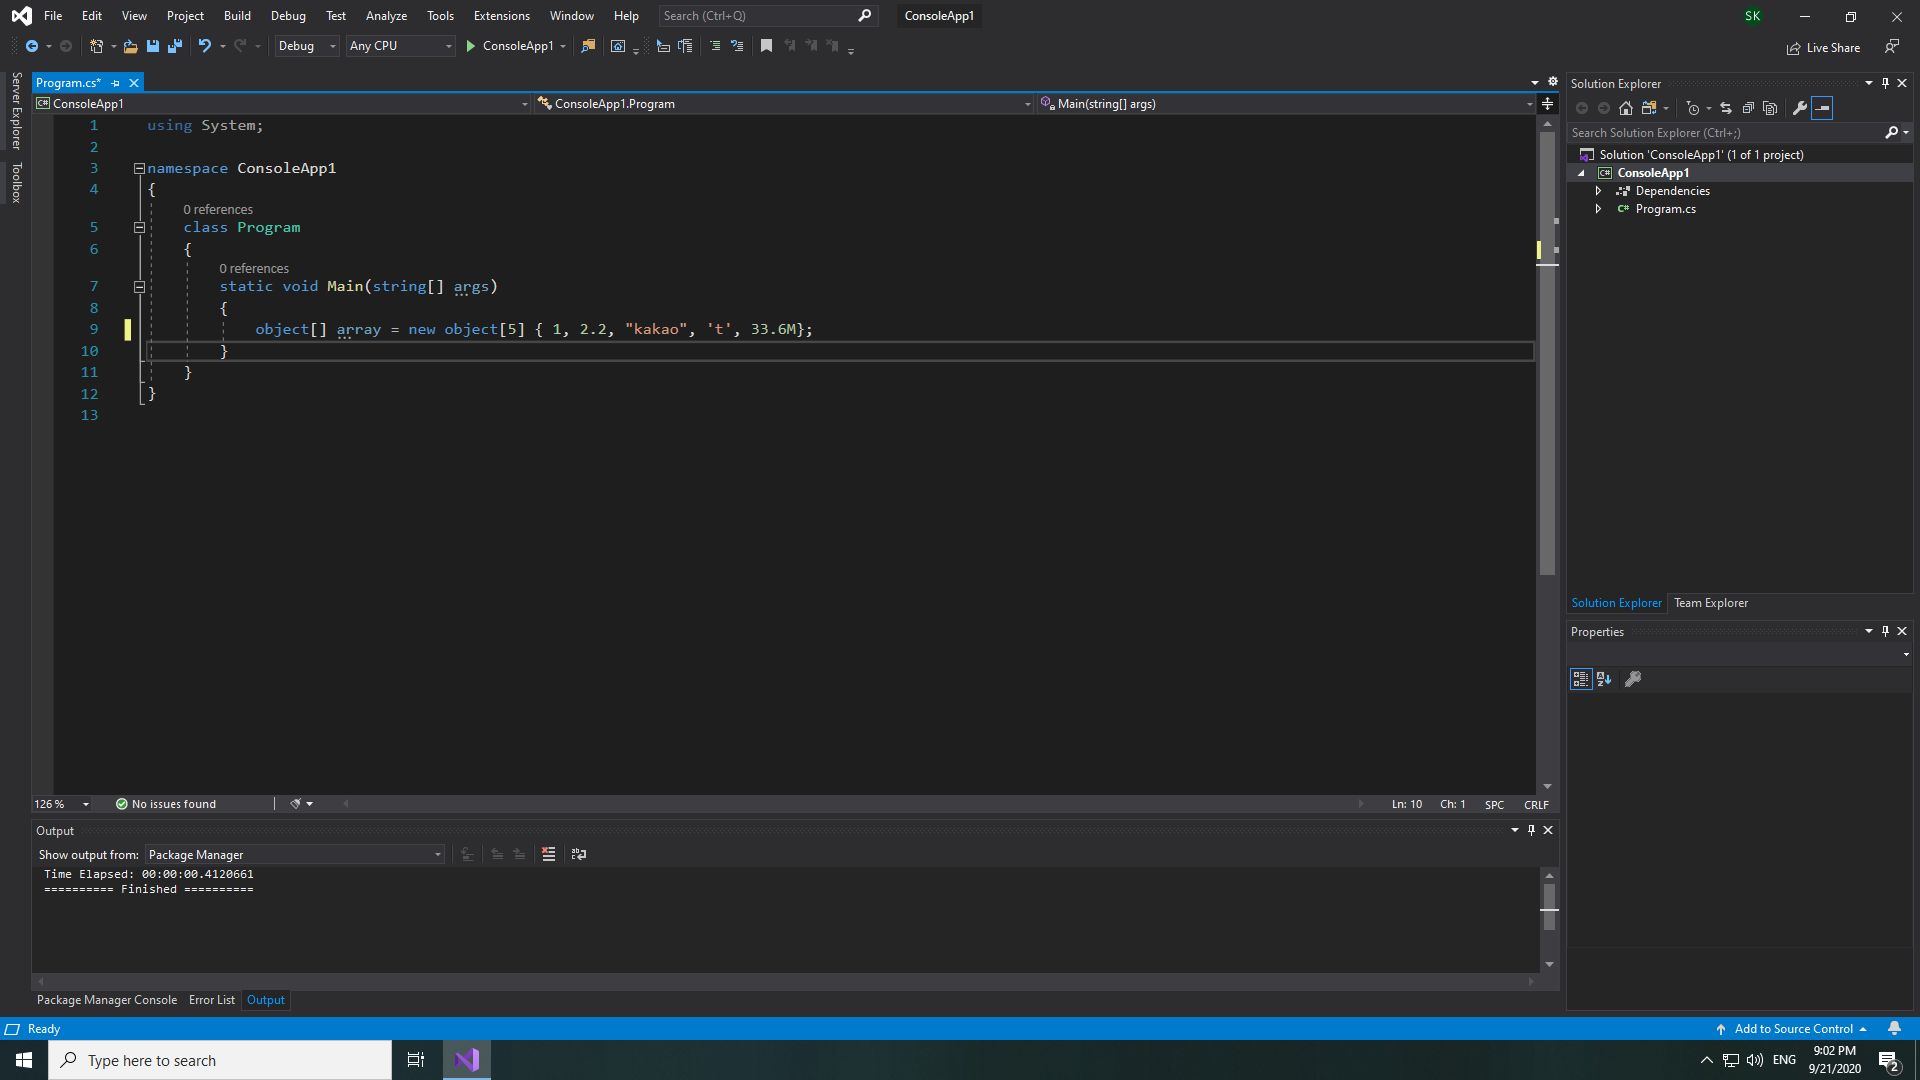 File Edit View Project Build Debug Test Analyze Tools Extensions Window Help Search (Ctrl+Q) ConsoleApp1 SK
Debug Any CPU ConsoleApp1 Live Share
Server Explorer
Toolbox
Program.cs*
ConsoleApp1 ConsoleApp1.Program Main(string[] args)
1 using System;
2
3 namespace ConsoleApp1
4 {
0 references
5 class Program
6 {
0 references
7 static void Main(string[] args)
8 {
9 object[] array = new object[5] { 1, 2.2, "kakao", 't', 33.6M};
10 }
11 }
12 }
13
126 % No issues found Ln: 10 Ch: 1 SPC CRLF
Output
Show output from: Package Manager
Time Elapsed: 00:00:00.4120661
========== Finished ==========
Package Manager Console Error List Output
Solution Explorer
Search Solution Explorer (Ctrl+;)
Solution 'ConsoleApp1' (1 of 1 project)
C# ConsoleApp1
Dependencies
C# Program.cs
Solution Explorer Team Explorer
Properties
Ready Add to Source Control
Type here to search ENG 9:02 PM
9/21/2020 2